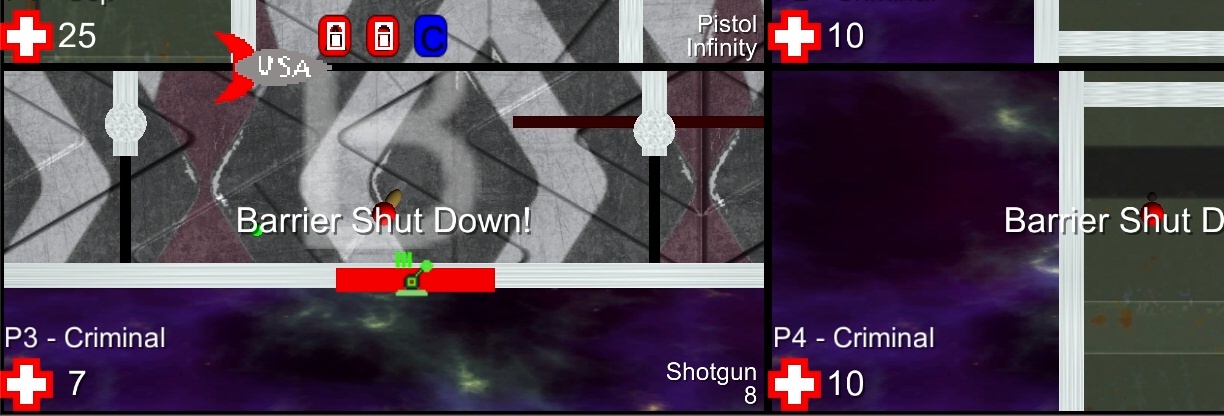 25
C
Pistol
Infinity
10
USA
Barrier Shut Down!
Barrier Shut D
M
P3 - Criminal
7
Shotgun
8
P4 - Criminal
10